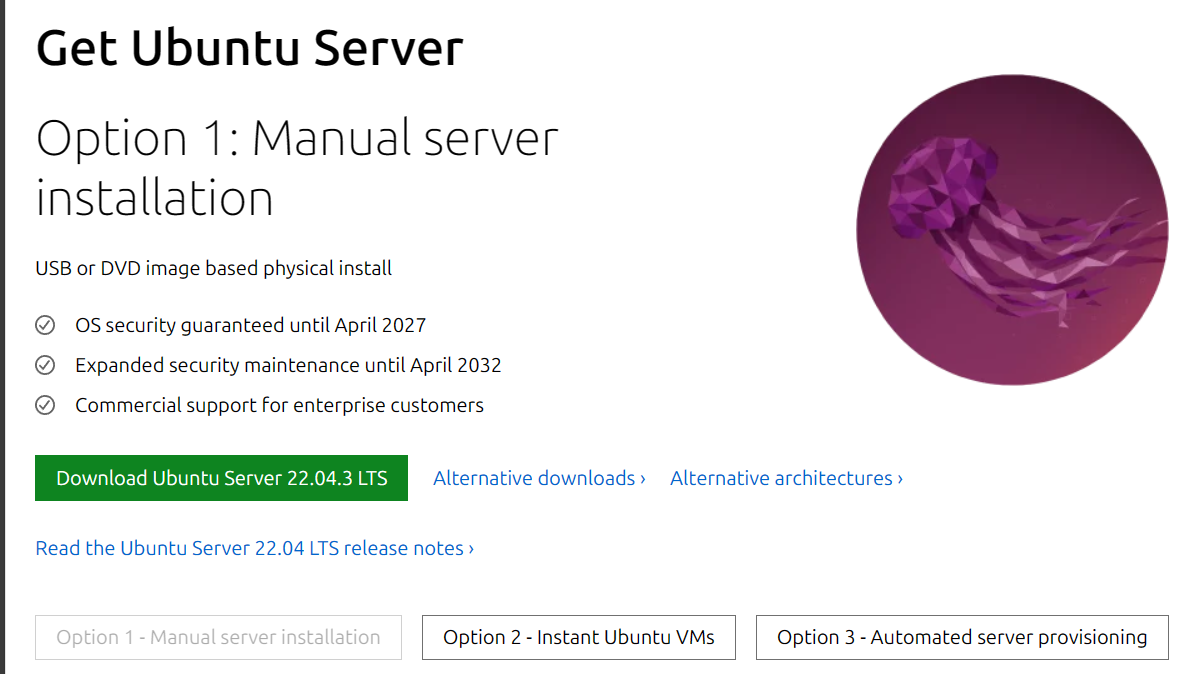 Get Ubuntu Server
Option 1: Manual server
installation
USB or DVD image based physical install
OS security guaranteed until April 2027
Expanded security maintenance until April 2032
Commercial support for enterprise customers
Download Ubuntu Server 22.04.3 LTS
Alternative downloads ›
Alternative architectures ›
Read the Ubuntu Server 22.04 LTS release notes ›
Option 1 - Manual server installation
Option 2 - Instant Ubuntu VMs
Option 3 - Automated server provisioning